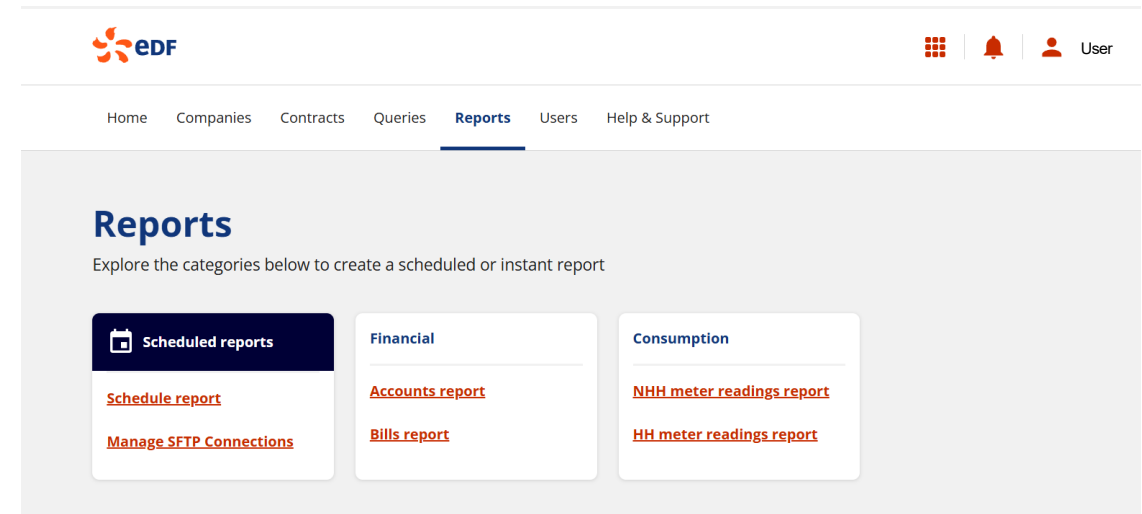 eDF
User
Home Companies Contracts Queries Reports Users Help & Support
Reports
Explore the categories below to create a scheduled or instant report
Scheduled reports
Schedule report
Manage SFTP Connections
Financial
Accounts report
Bills report
Consumption
NHH meter readings report
HH meter readings report